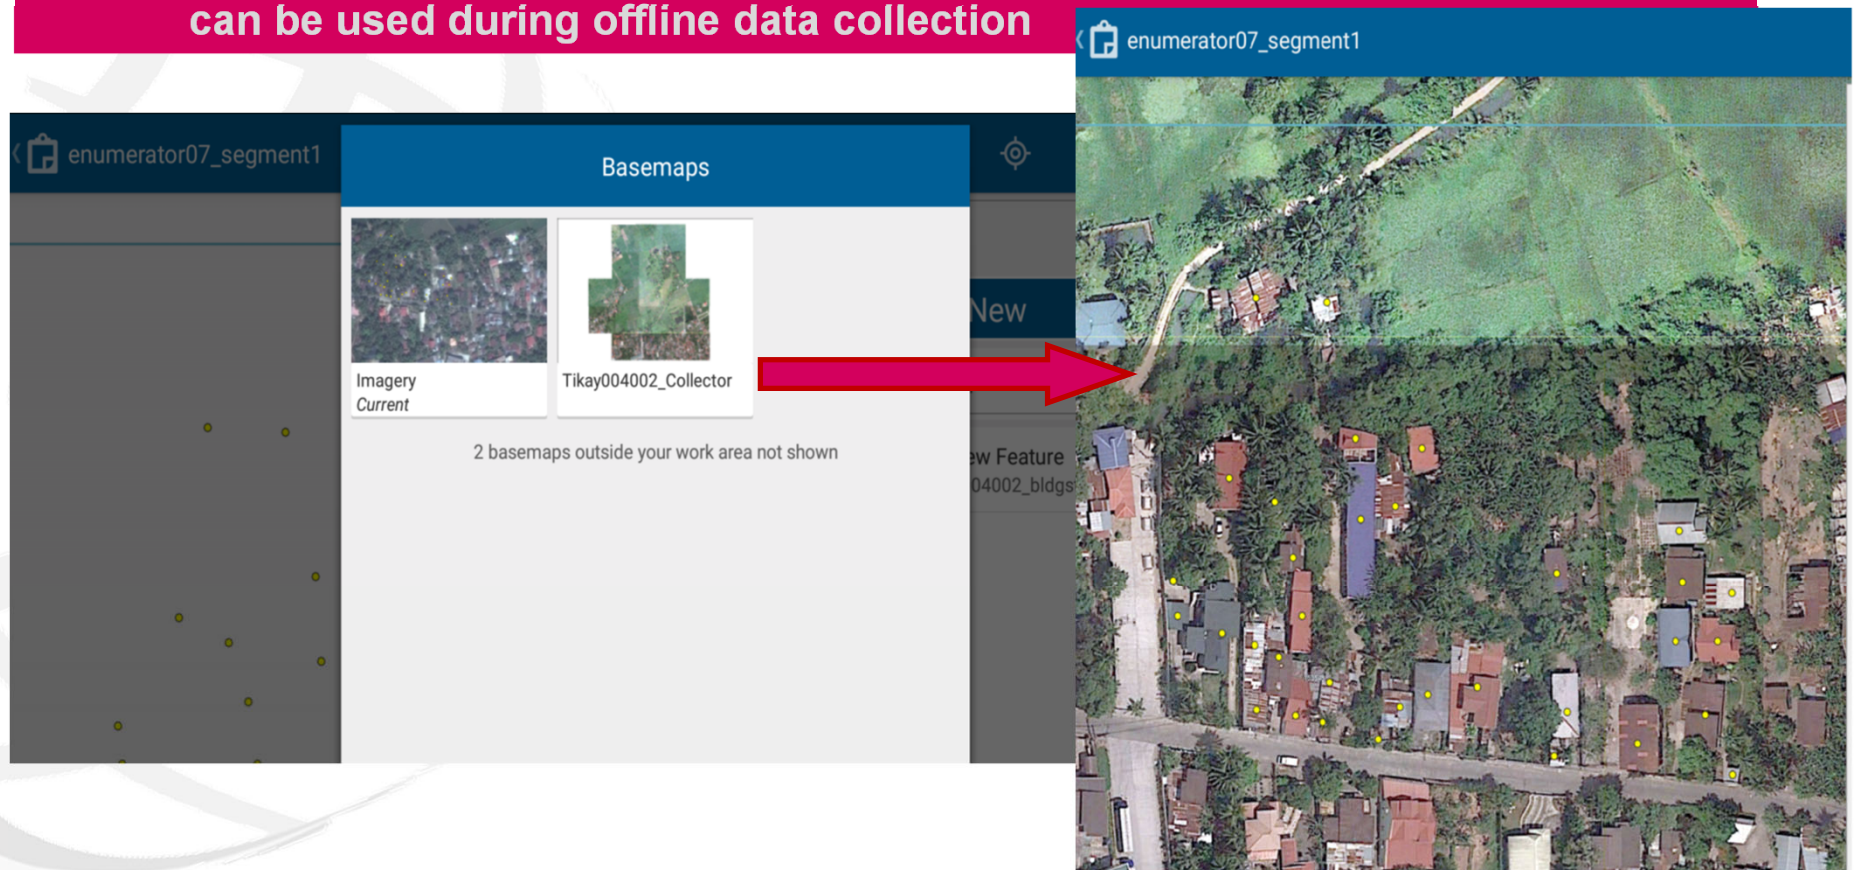 can be used during offline data collection
enumerator07_segment1
enumerator07_segment1
Basemaps
New
Imagery
Current
Tikay004002_Collector
2 basemaps outside your work area not shown
ew Feature
04002_bldgs